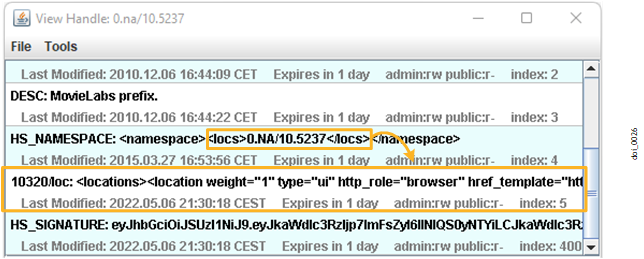 View Handle: 0.na/10.5237
File Tools
Last Modified: 2010.12.06 16:44:09 CET Expires in 1 day admin:rw public:r- index: 2
DESC: MovieLabs prefix.
Last Modified: 2010.12.06 16:44:22 CET Expires in 1 day admin:rw public:r- index: 3
HS_NAMESPACE: <namespace> <locs>0.NA/10.5237</locs> </namespace>
Last Modified: 2015.03.27 16:53:56 CET Expires in 1 day admin:rw public:r- index: 4
10320/loc: <locations><location weight="1" type="ui" http_role="browser" href_template="htt
Last Modified: 2022.05.06 21:30:18 CEST Expires in 1 day admin:rw public:r- index: 5
HS_SIGNATURE:
Last Modified: 2022.05.06 21:30:18 CEST Expires in 1 day admin:rw public:r- index: 400
doi_0026